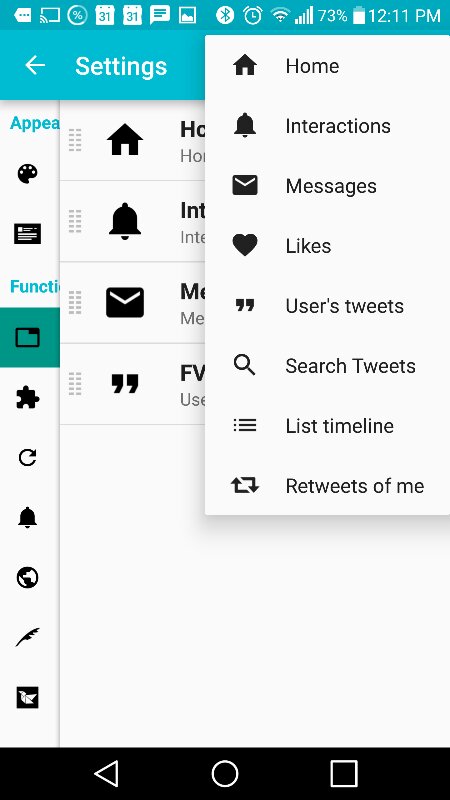 31 31 73% 12:11 PM
Settings
Appea
Functi
Ho
Hor
Int
Inte
Me
Me
FV
Use
Home
Interactions
Messages
Likes
User's tweets
Search Tweets
List timeline
Retweets of me